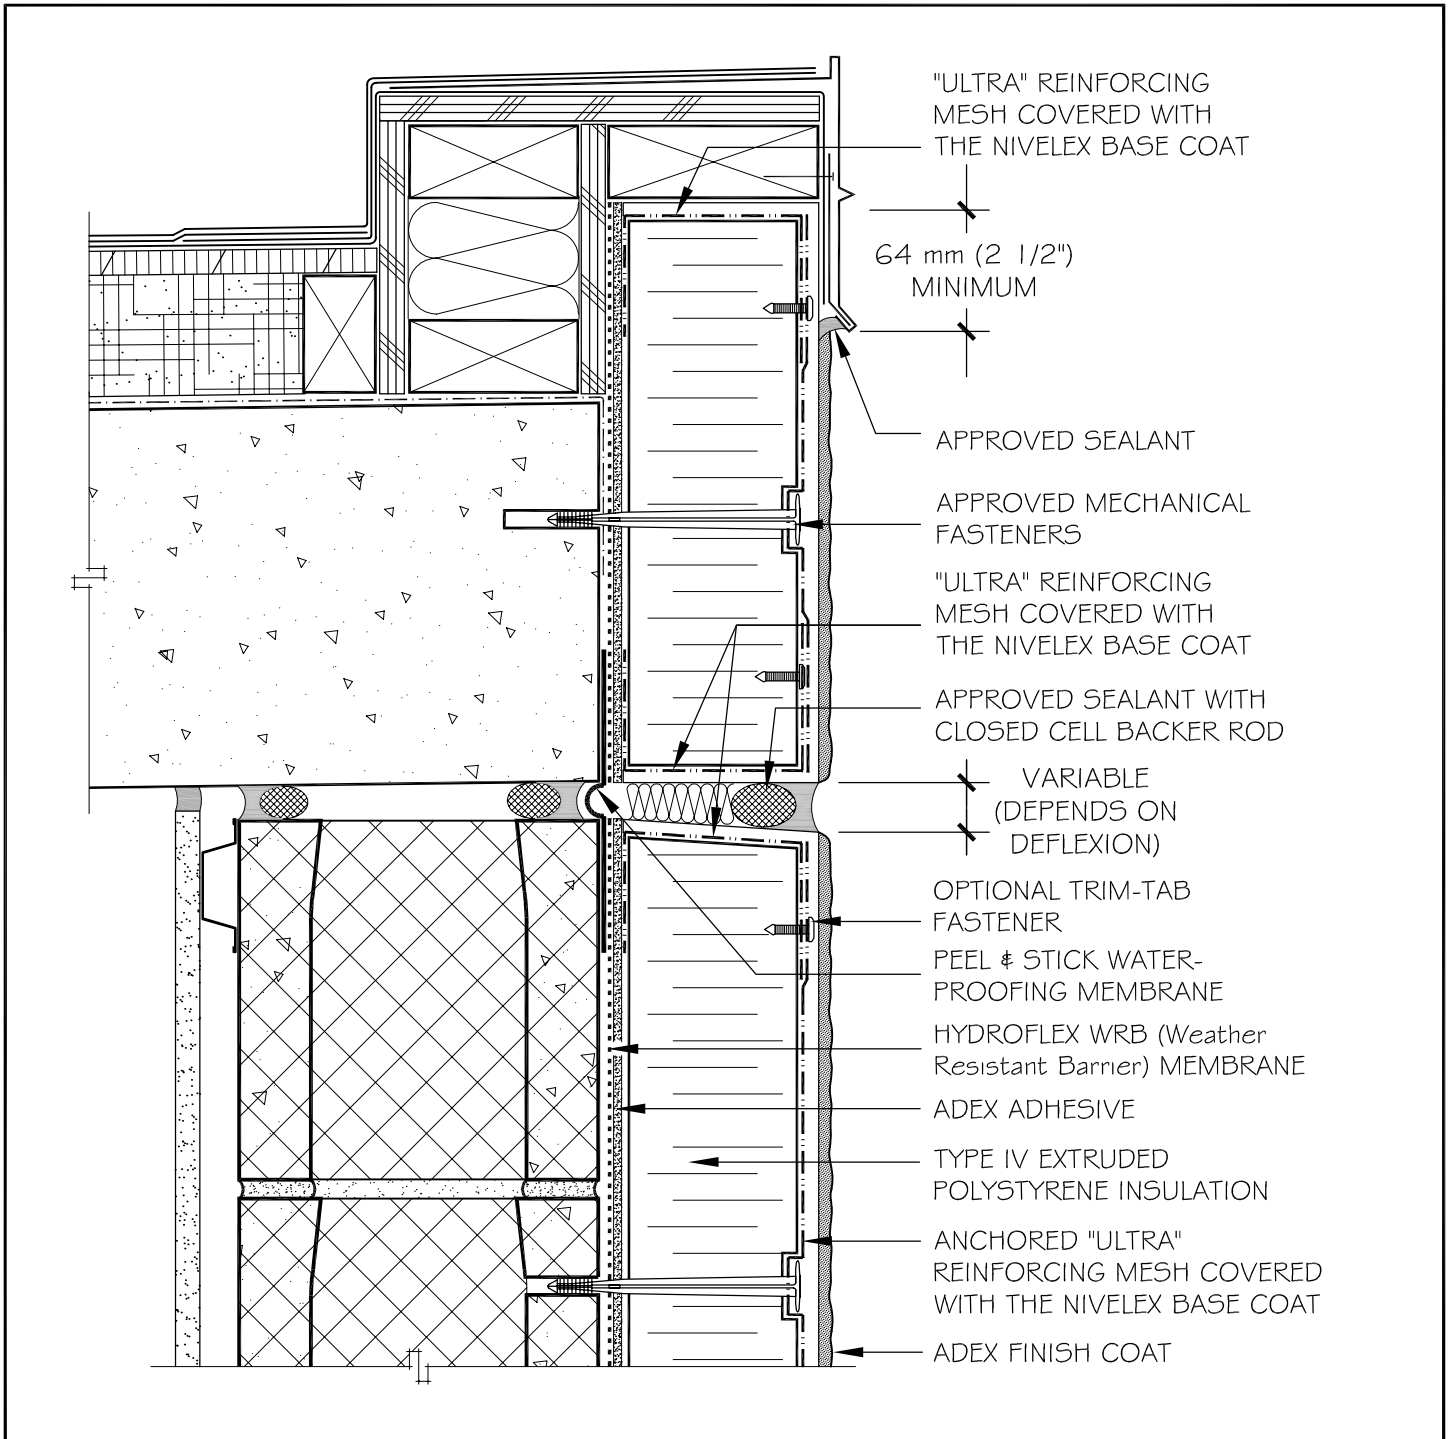 "ULTRA" REINFORCING
MESH COVERED WITH
THE NIVELEX BASE COAT
64 mm (2 1/2")
MINIMUM
APPROVED SEALANT
APPROVED MECHANICAL
FASTENERS
"ULTRA" REINFORCING
MESH COVERED WITH
THE NIVELEX BASE COAT
APPROVED SEALANT WITH
CLOSED CELL BACKER ROD
VARIABLE
(DEPENDS ON
DEFLEXION)
OPTIONAL TRIM-TAB
FASTENER
PEEL & STICK WATER-
PROOFING MEMBRANE
HYDROFLEX WRB (Weather
Resistant Barrier) MEMBRANE
ADEX ADHESIVE
TYPE IV EXTRUDED
POLYSTYRENE INSULATION
ANCHORED "ULTRA"
REINFORCING MESH COVERED
WITH THE NIVELEX BASE COAT
ADEX FINISH COAT